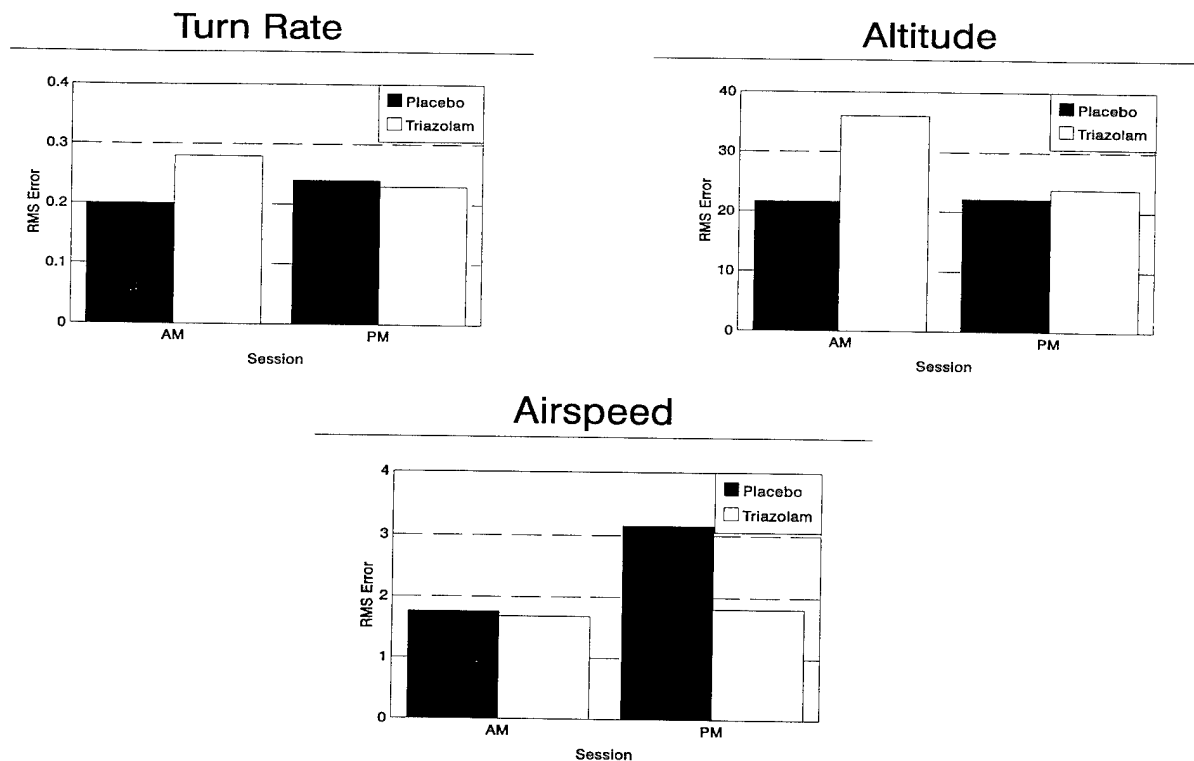 Turn Rate
0.4
0.3
0.2
0.1
0
RMS Error
Placebo
Triazolam
AM
PM
Session
Altitude
40
30
20
10
0
RMS Error
Placebo
Triazolam
AM
PM
Session
Airspeed
4
3
2
1
0
RMS Error
Placebo
Triazolam
AM
PM
Session